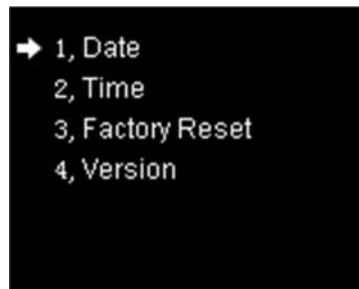 1, Date
2, Time
3, Factory Reset
4, Version